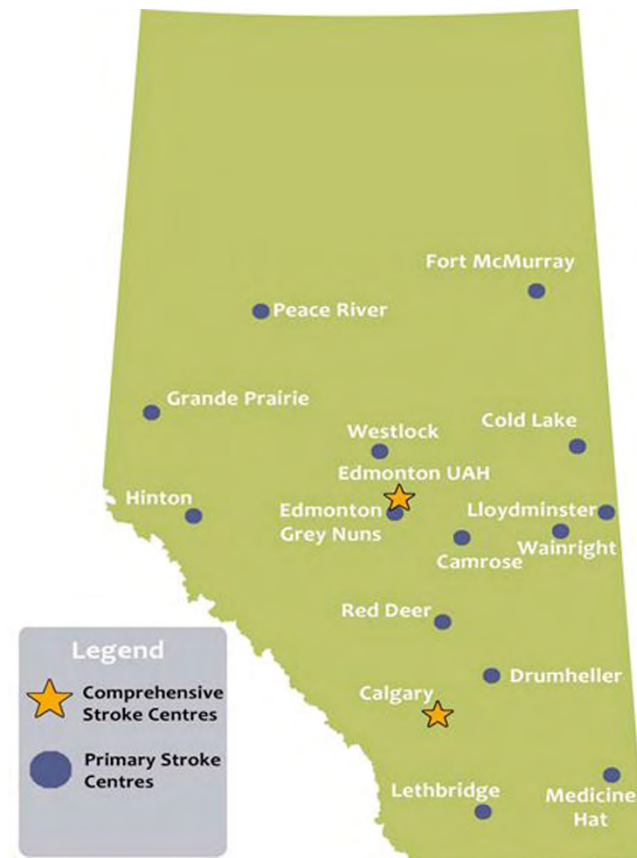 Fort McMurray
Peace River
Grande Prairie
Cold Lake
Westlock
Edmonton UAH
Hinton
Edmonton
Grey Nuns
Lloydminster
Wainright
Camrose
Red Deer
Drumheller
Calgary
Lethbridge
Medicine
Hat
Legend
Comprehensive
Stroke Centres
Primary Stroke
Centres